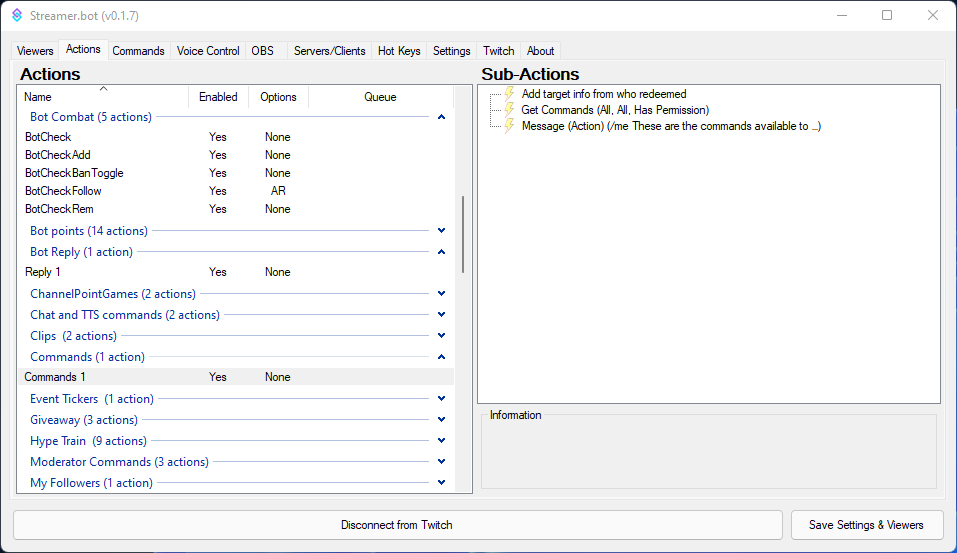 Streamer.bot (v0.1.7)
Viewers Actions Commands Voice Control OBS Servers/Clients Hot Keys Settings Twitch About
Actions
Name Enabled Options Queue
Bot Combat (5 actions)
BotCheck Yes None
BotCheckAdd Yes None
BotCheckBanToggle Yes None
BotCheckFollow Yes AR
BotCheckRem Yes None
Bot points (14 actions)
Bot Reply (1 action)
Reply 1 Yes None
ChannelPointGames (2 actions)
Chat and TTS commands (2 actions)
Clips (2 actions)
Commands (1 action)
Commands 1 Yes None
Event Tickers (1 action)
Giveaway (3 actions)
Hype Train (9 actions)
Moderator Commands (3 actions)
My Followers (1 action)
Sub-Actions
Add target info from who redeemed
Get Commands (All, All, Has Permission)
Message (Action) (/me These are the commands available to ...)
Information
Disconnect from Twitch
Save Settings & Viewers